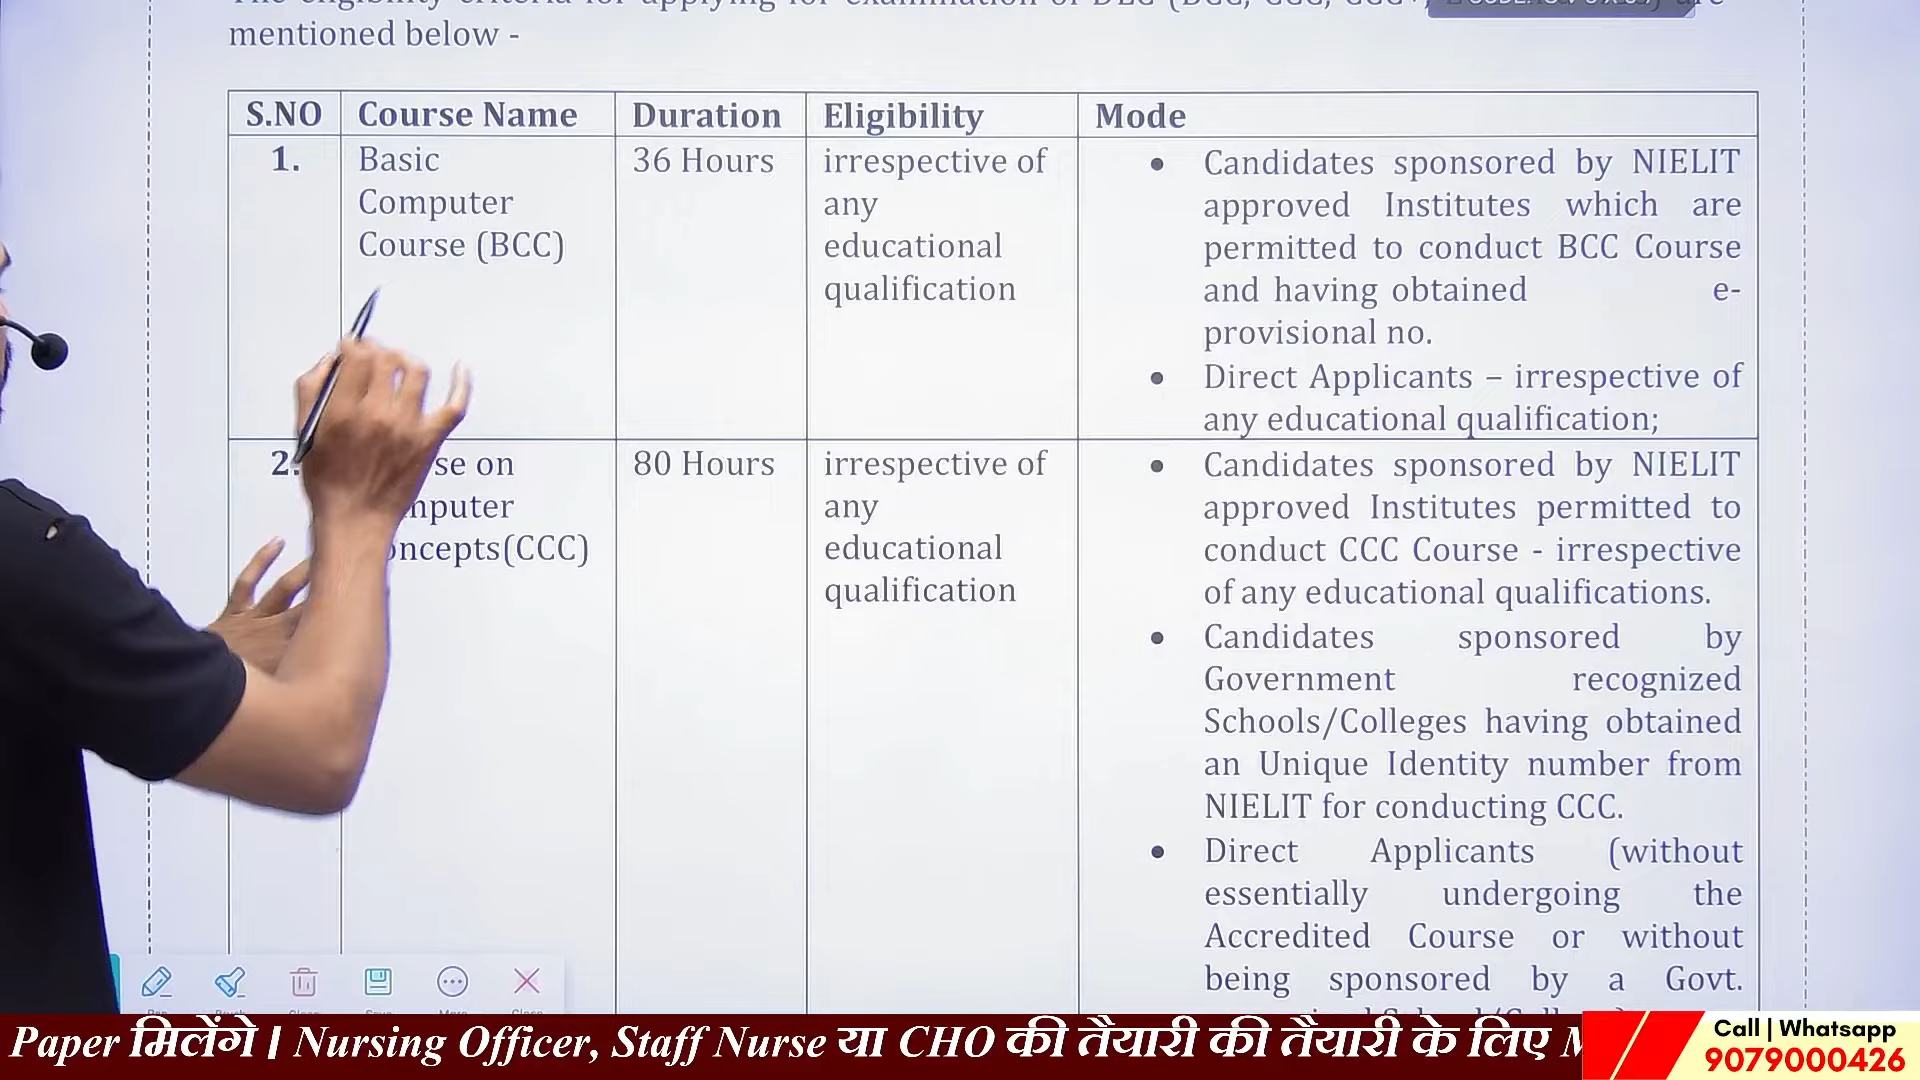 mentioned below -
S.NO Course Name Duration Eligibility Mode
1.
Basic
Computer
Course (BCC)
36 Hours
irrespective of
any
educational
qualification
• Candidates sponsored by NIELIT
approved Institutes which are
permitted to conduct BCC Course
and having obtained e-
provisional no.
• Direct Applicants – irrespective of
any educational qualification;
2.
se on
mputer
oncepts(CCC)
80 Hours
irrespective of
any
educational
qualification
• Candidates sponsored by NIELIT
approved Institutes permitted to
conduct CCC Course - irrespective
of any educational qualifications.
• Candidates sponsored by
Government recognized
Schools/Colleges having obtained
an Unique Identity number from
NIELIT for conducting CCC.
• Direct Applicants (without
essentially undergoing the
Accredited Course or without
being sponsored by a Govt.
Paper मिलेंगे | Nursing Officer, Staff Nurse या CHO की तैयारी की तैयारी के लिए
Call | Whatsapp
9079000426